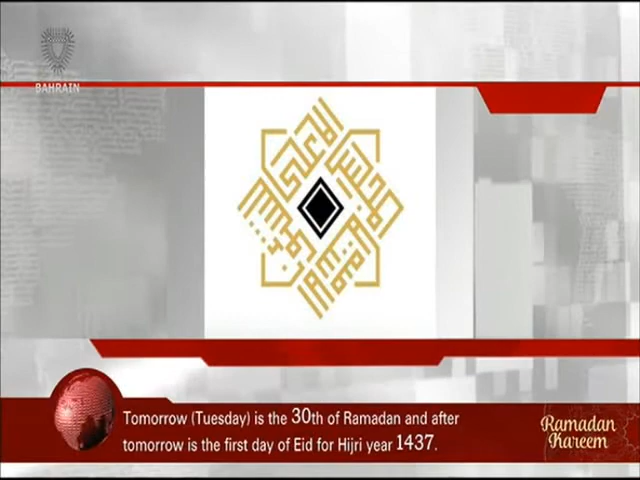 BAHRAIN
Tomorrow (Tuesday) is the 30th of Ramadan and after
tomorrow is the first day of Eid for Hijri year 1437.
Ramadan
Kareem